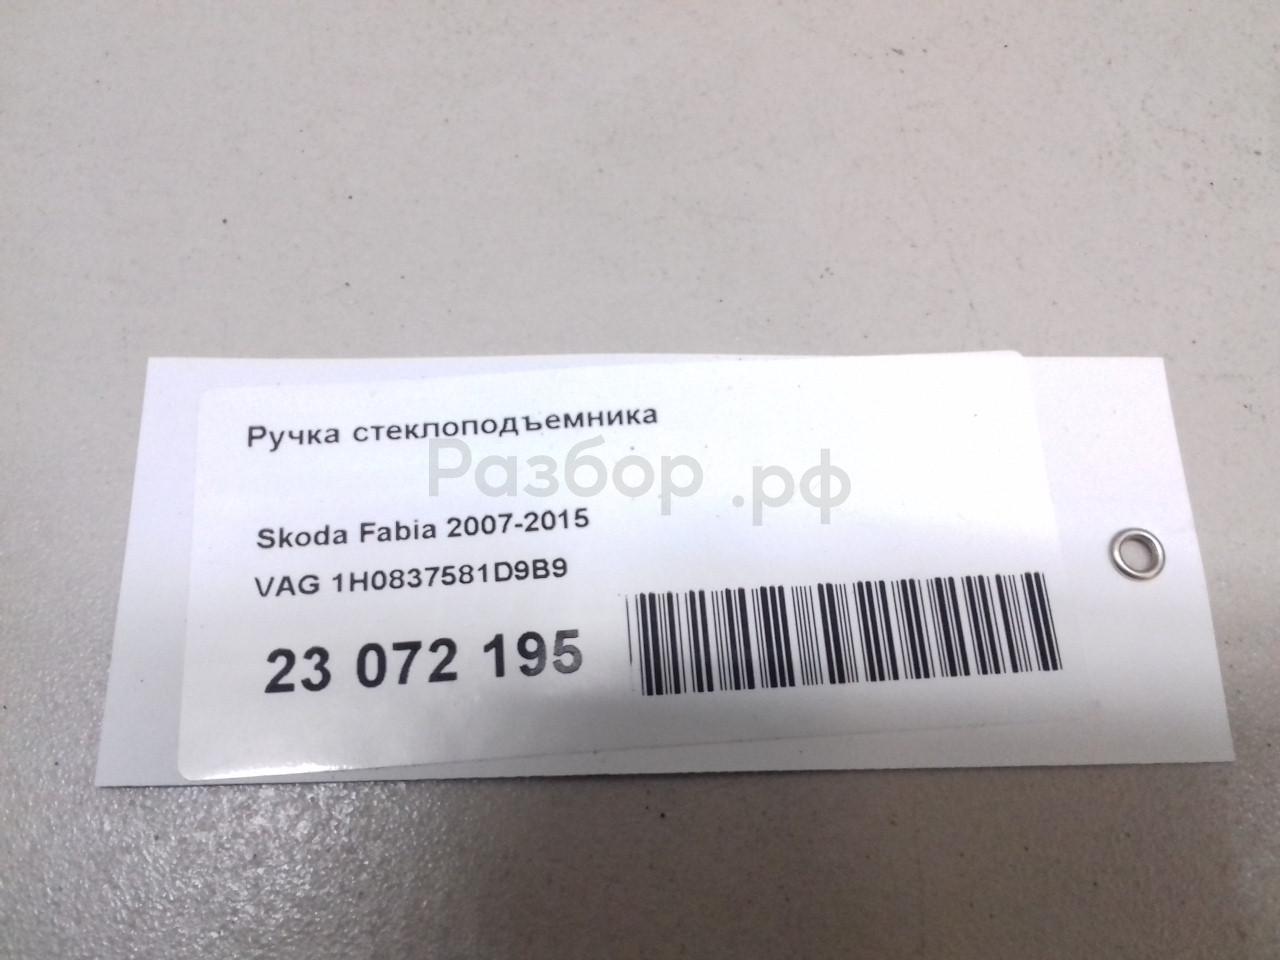 Ручка стеклоподъемника
Разбор.рф
Skoda Fabia 2007-2015
VAG 1H0837581D9B9
23 072 195